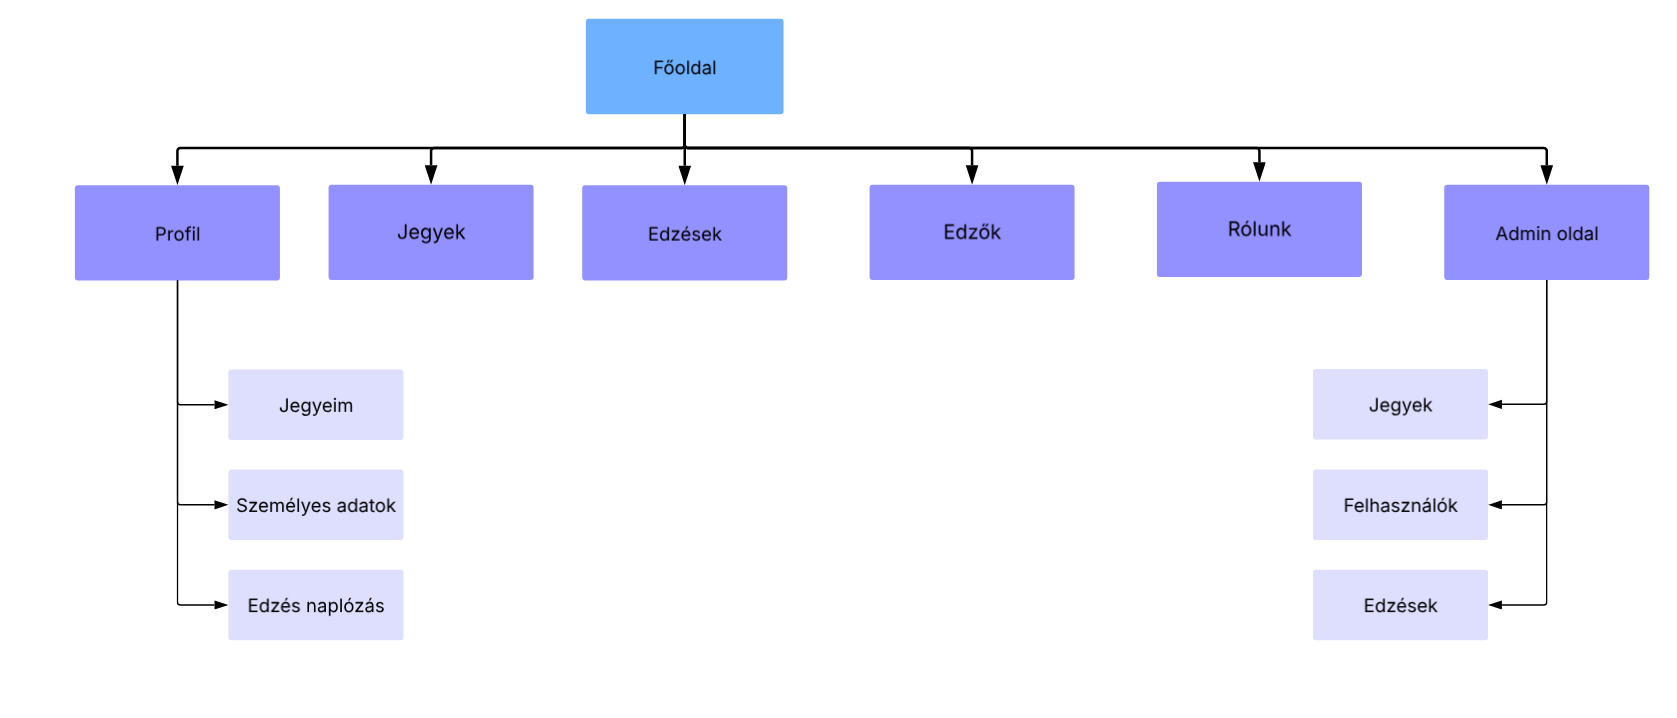 Főoldal
Profil
Jegyek
Edzések
Edzők
Rólunk
Admin oldal
Jegyeim
Személyes adatok
Edzés naplózás
Jegyek
Felhasználók
Edzések